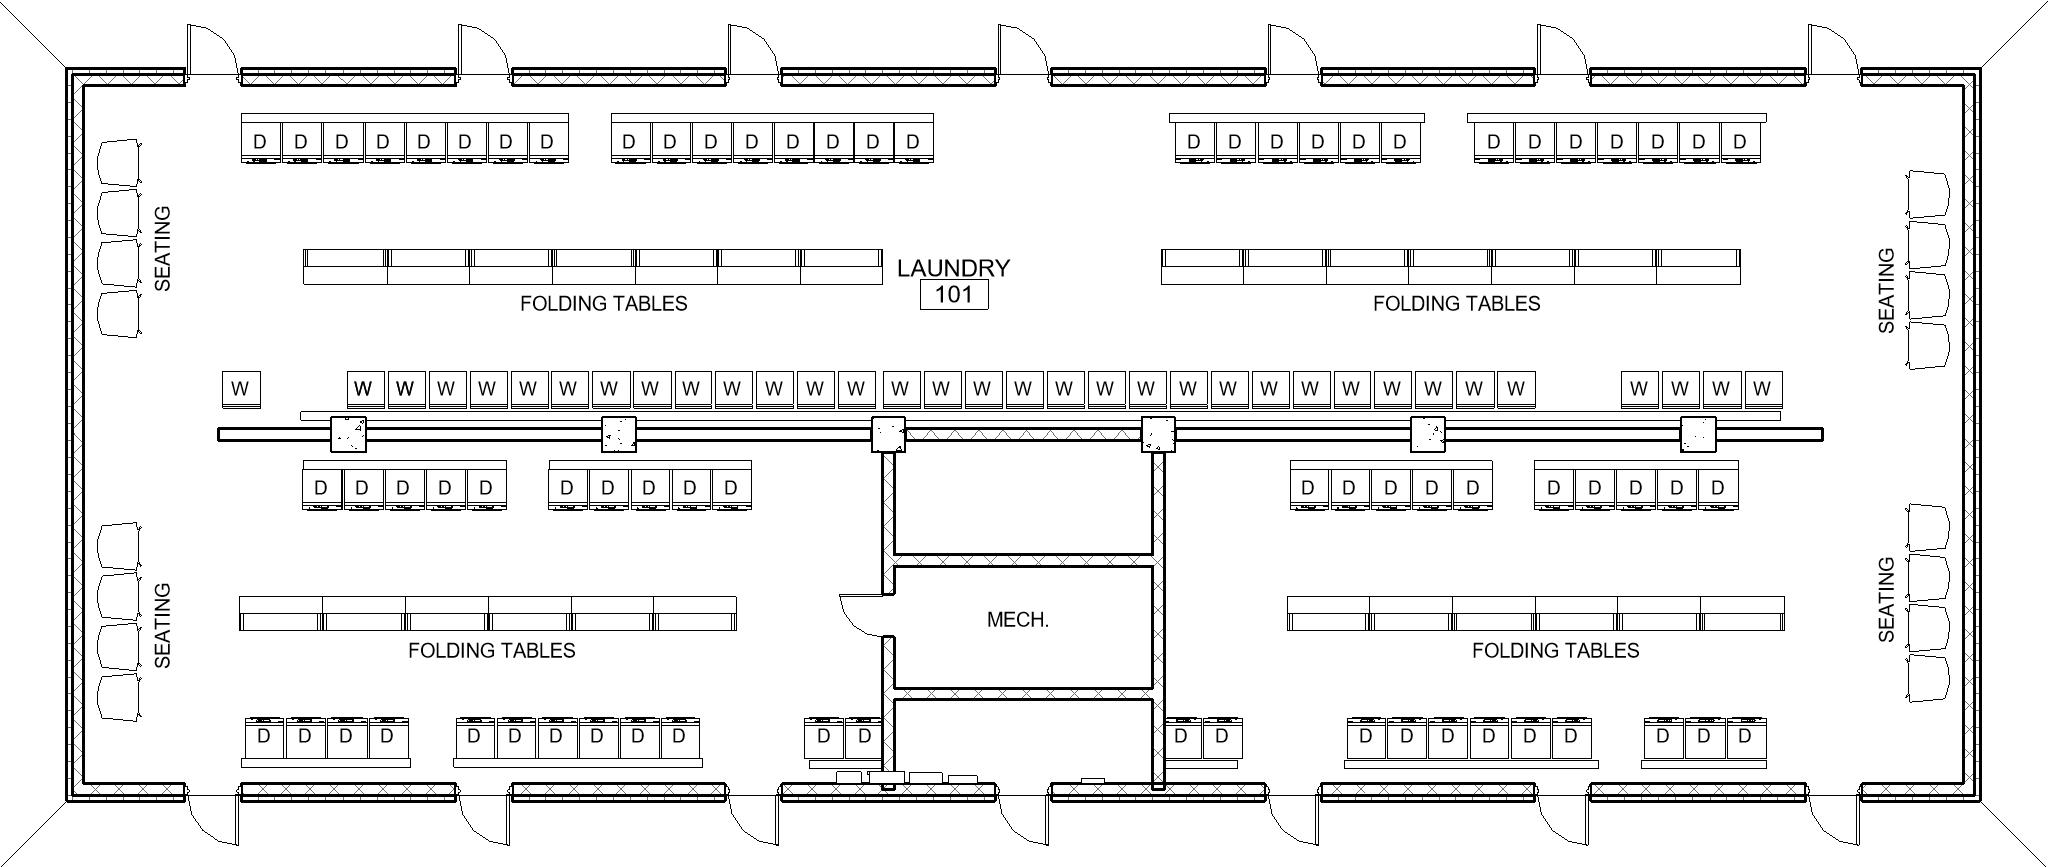 D D D D D D D D D D D D D D D D D D D D D D D D D D D D D
SEATING
LAUNDRY
101
FOLDING TABLES
FOLDING TABLES
SEATING
W W W W W W W W W W W W W W W W W W W W W W W W W W W W W W W W W W
D D D D D D D D D D D D D D D D D D D D
SEATING
FOLDING TABLES
MECH.
FOLDING TABLES
SEATING
D D D D D D D D D D D D D D D D D D D D D D D